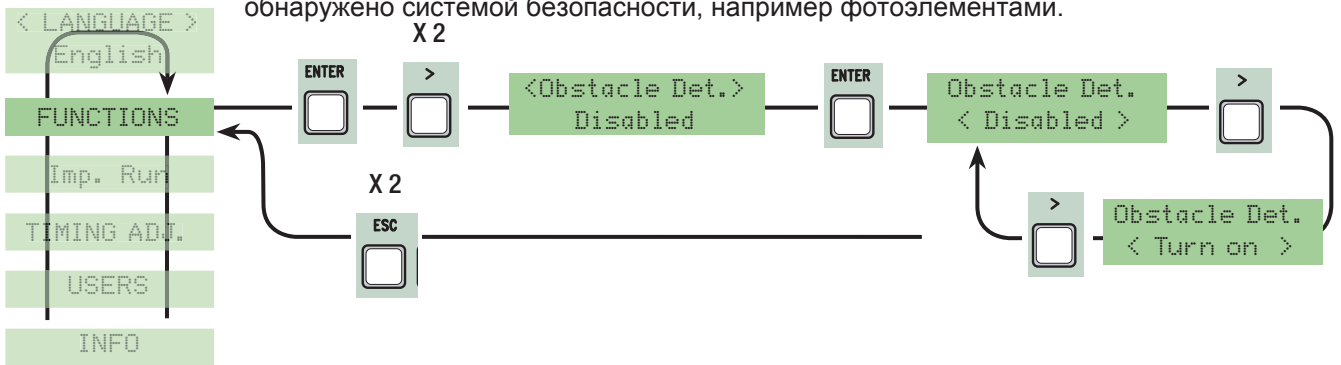 обнаружено системой безопасности, например фотоэлементами.
< LANGUAGE >
English
X 2
ENTER
>
<Obstacle Det.>
Disabled
ENTER
Obstacle Det.
< Disabled >
>
FUNCTIONS
Imp. Run
X 2
ESC
>
Obstacle Det.
< Turn on >
TIMING ADJ.
USERS
INFO